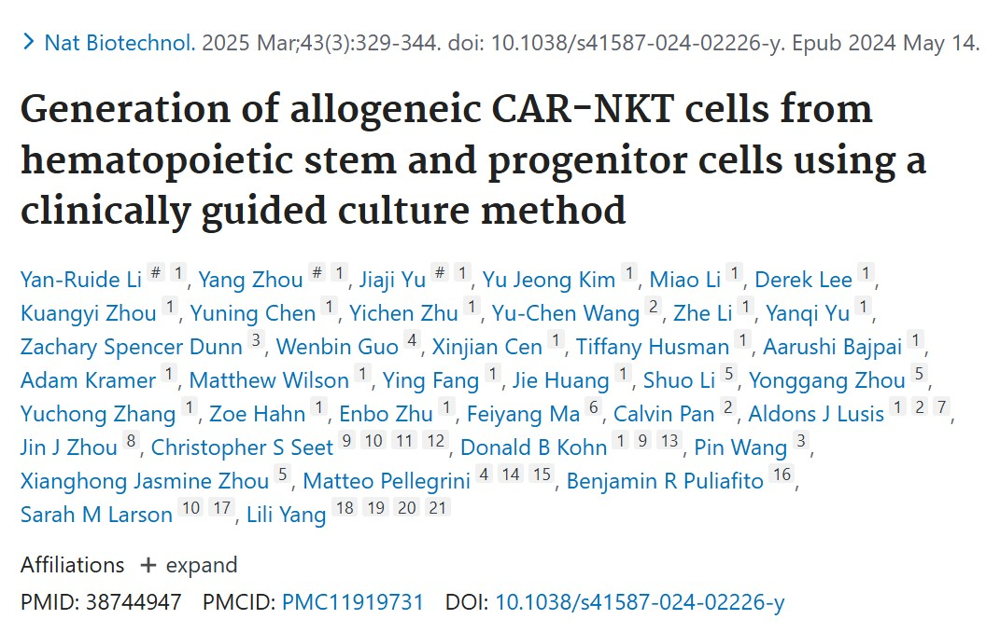 > Nat Biotechnol. 2025 Mar;43(3):329-344. doi: 10.1038/s41587-024-02226-y. Epub 2024 May 14.
Generation of allogeneic CAR-NKT cells from
hematopoietic stem and progenitor cells using a
clinically guided culture method
Yan-Ruide Li # 1, Yang Zhou # 1, Jiaji Yu # 1, Yu Jeong Kim 1, Miao Li 1, Derek Lee 1,
Kuangyi Zhou 1, Yuning Chen 1, Yichen Zhu 1, Yu-Chen Wang 2, Zhe Li 1, Yanqi Yu 1,
Zachary Spencer Dunn 3, Wenbin Guo 4, Xinjian Cen 1, Tiffany Husman 1, Aarushi Bajpai 1,
Adam Kramer 1, Matthew Wilson 1, Ying Fang 1, Jie Huang 1, Shuo Li 5, Yonggang Zhou 5,
Yuchong Zhang 1, Zoe Hahn 1, Enbo Zhu 1, Feiyang Ma 6, Calvin Pan 2, Aldons J Lusis 1 2 7,
Jin J Zhou 8, Christopher S Seet 9 10 11 12, Donald B Kohn 1 9 13, Pin Wang 3,
Xianghong Jasmine Zhou 5, Matteo Pellegrini 4 14 15, Benjamin R Puliafito 16,
Sarah M Larson 10 17, Lili Yang 18 19 20 21
Affiliations + expand
PMID: 38744947 PMCID: PMC11919731 DOI: 10.1038/s41587-024-02226-y